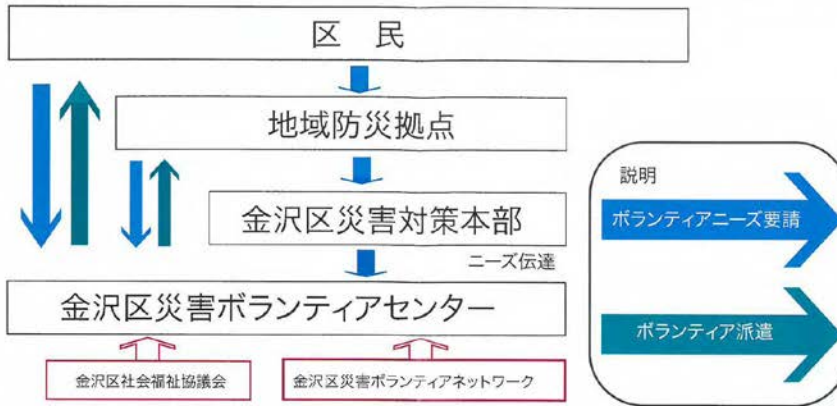 区　民
地域防災拠点
金沢区災害対策本部
ニーズ伝達
金沢区災害ボランティアセンター
金沢区社会福祉協議会
金沢区災害ボランティアネットワーク
説明
ボランティアニーズ要請
ボランティア派遣